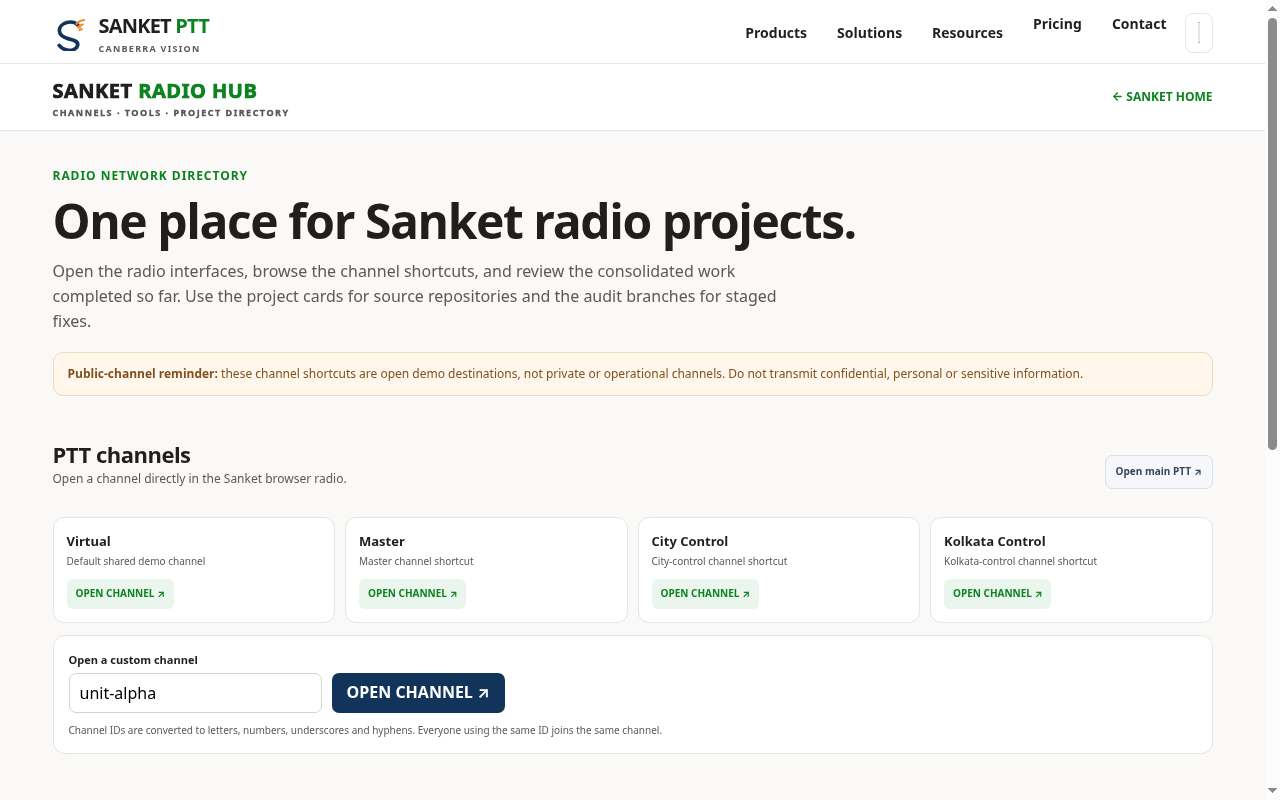 SANKET PTT
CANBERRA VISION
Products Solutions Resources Pricing Contact
SANKET RADIO HUB
CHANNELS · TOOLS · PROJECT DIRECTORY
← SANKET HOME
RADIO NETWORK DIRECTORY
One place for Sanket radio projects.
Open the radio interfaces, browse the channel shortcuts, and review the consolidated work
completed so far. Use the project cards for source repositories and the audit branches for staged
fixes.
Public-channel reminder: these channel shortcuts are open demo destinations, not private or operational channels. Do not transmit confidential, personal or sensitive information.
PTT channels
Open a channel directly in the Sanket browser radio.
Open main PTT ↗
Virtual
Default shared demo channel
OPEN CHANNEL ↗
Master
Master channel shortcut
OPEN CHANNEL ↗
City Control
City-control channel shortcut
OPEN CHANNEL ↗
Kolkata Control
Kolkata-control channel shortcut
OPEN CHANNEL ↗
Open a custom channel
unit-alpha
OPEN CHANNEL ↗
Channel IDs are converted to letters, numbers, underscores and hyphens. Everyone using the same ID joins the same channel.